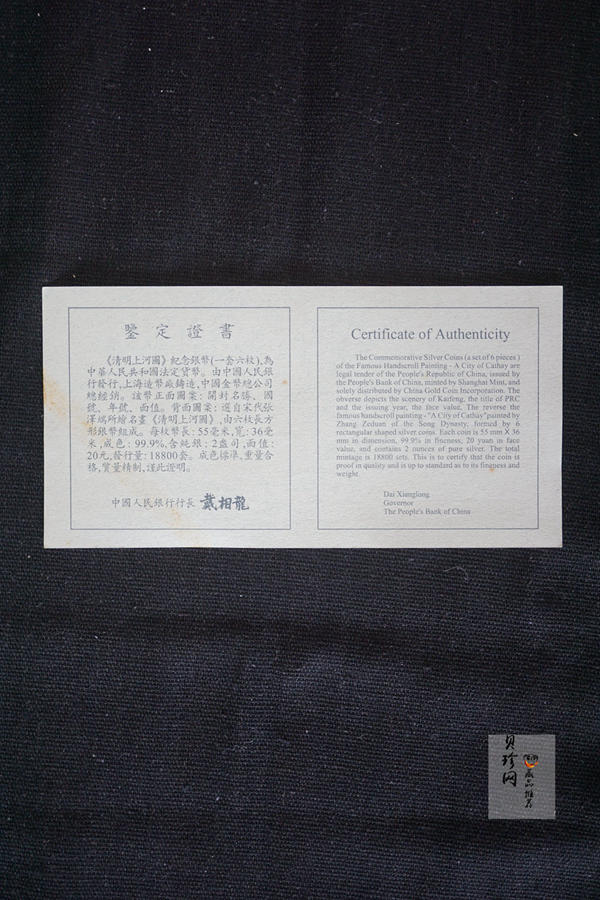 鑒定證書
《清明上河圖》紀念銀幣(一套六枚),為
中華人民共和國法定貨幣。由中國人民銀
行發行,上海造幣廠鑄造,中國金幣總公司
總經銷。該幣正面圖案:開封名勝、國
號、年號、面值。背面圖案:選自宋代張
澤端所繪名畫《清明上河圖》,由六枚長方
形銀幣組成。每枚幣長:55毫米,寬:36毫
米,成色:99.9%,含純銀:2盎司,面值:
20元,發行量:18800套。成色標準,重量合
格,質量精制,謹此證明。
中國人民銀行行長 戴相龍
Certificate of Authenticity
The Commemorative Silver Coins (a set of 6 pieces)
of the Famous Handscroll Painting - A City of Cathay are
legal tender of the People's Republic of China, issued by
the People's Bank of China, minted by Shanghai Mint, and
solely distributed by China Gold Coin Incorporation. The
obverse depicts the scenery of Kaifeng, the title of PRC
and the issuing year, the face value. The reverse the
famous handscroll painting - "A City of Cathay" painted by
Zhang Zeduan of the Song Dynasty, formed by 6
rectangular shaped silver coins. Each coin is 55 mm X 36
mm in dimension, 99.9% in fineness, 20 yuan in face
value, and contains 2 ounces of pure silver. The total
mintage is 18800 sets. This is to certify that the coin is
proof in quality and is up to standard as to its fineness and
weight.
Dai Xianglong
Governor
The People's Bank of China
貝珍网
藏品推荐